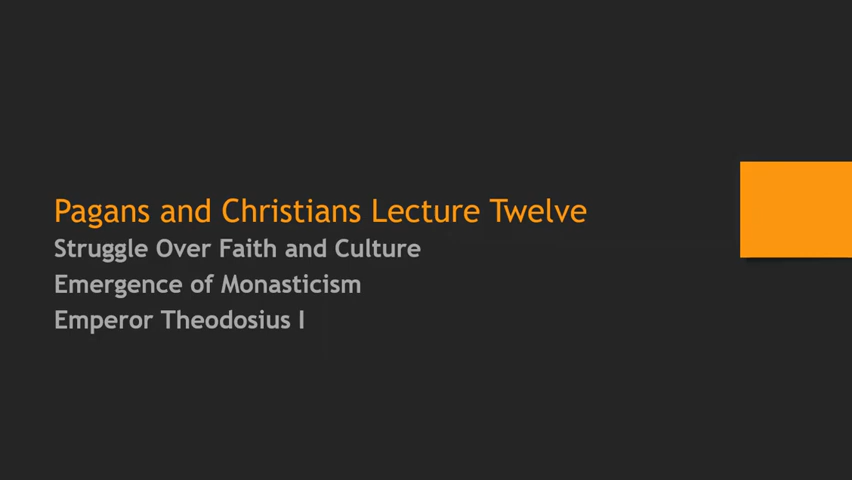 Pagans and Christians Lecture Twelve
Struggle Over Faith and Culture
Emergence of Monasticism
Emperor Theodosius I